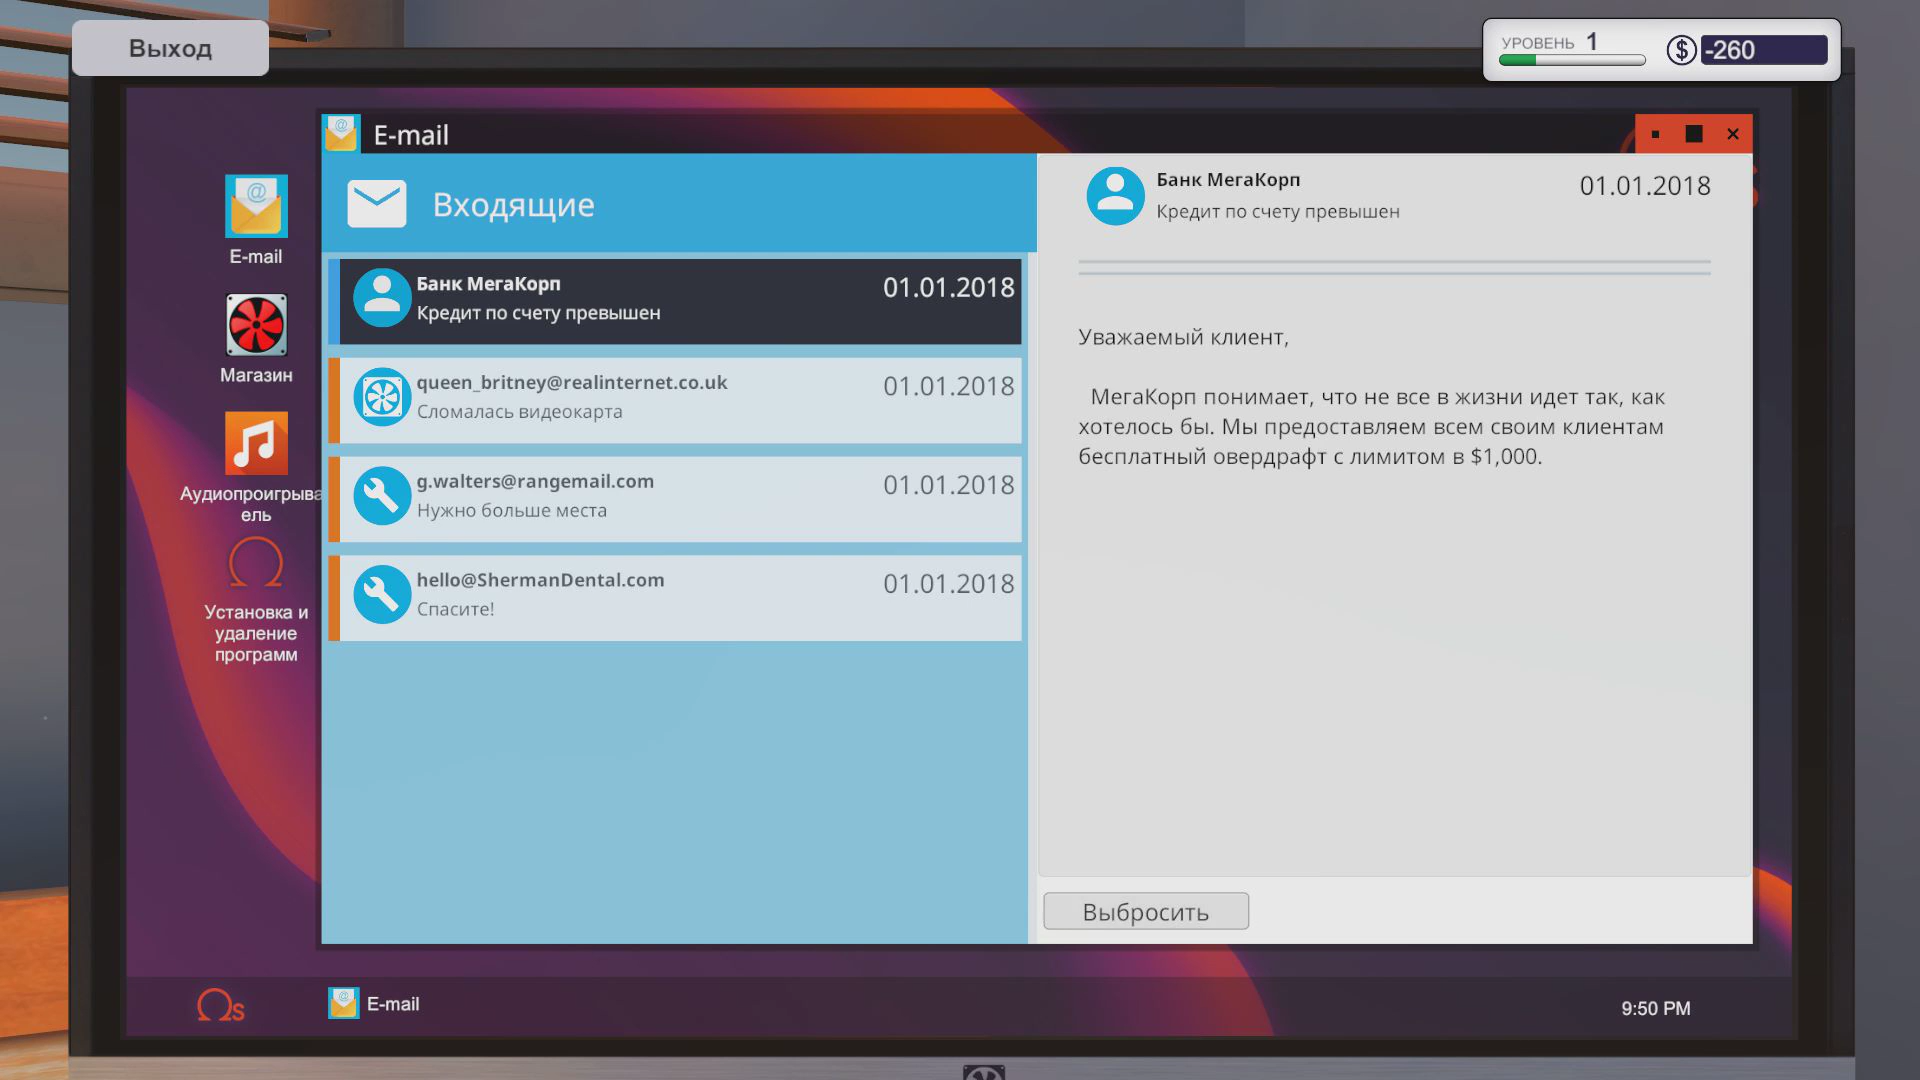 Выход
УРОВЕНЬ 1
-260
E-mail
E-mail
Магазин
Аудиопроигрыва
ель
Установка и
удаление
программ
Входящие
Банк МегаКорп
01.01.2018
Кредит по счету превышен
queen_britney@realinternet.co.uk
01.01.2018
Сломалась видеокарта
g.walters@rangemail.com
01.01.2018
Нужно больше места
hello@ShermanDental.com
01.01.2018
Спасите!
Банк МегаКорп
01.01.2018
Кредит по счету превышен
Уважаемый клиент,
МегаКорп понимает, что не все в жизни идет так, как
хотелось бы. Мы предоставляем всем своим клиентам
бесплатный овердрафт с лимитом в $1,000.
Выбросить
Ωs
E-mail
9:50 PM